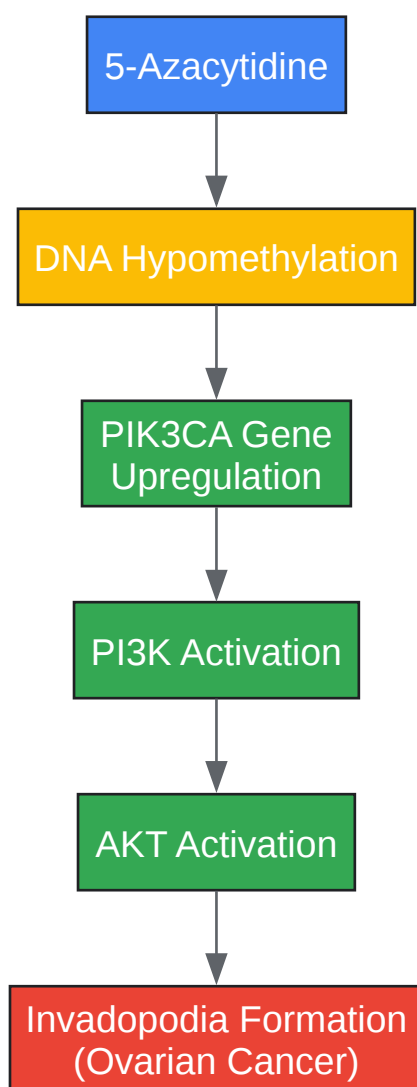 5-Azacytidine
DNA Hypomethylation
PIK3CA Gene
Upregulation
PI3K Activation
AKT Activation
Invadopodia Formation
(Ovarian Cancer)